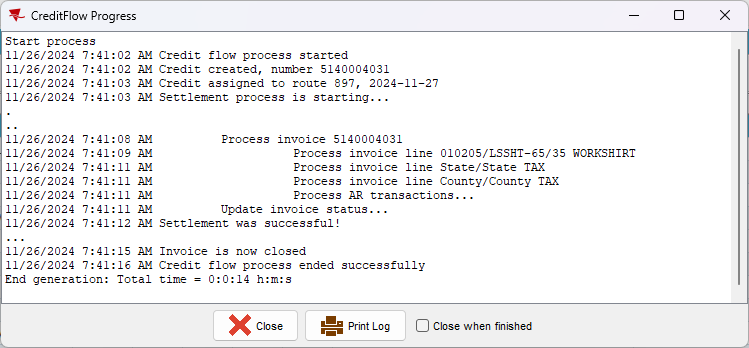 CreditFlow Progress
Start process
11/26/2024 7:41:02 AM Credit flow process started
11/26/2024 7:41:02 AM Credit created, number 5140004031
11/26/2024 7:41:03 AM Credit assigned to route 897, 2024-11-27
11/26/2024 7:41:03 AM Settlement process is starting...
.
..
11/26/2024 7:41:08 AM Process invoice 5140004031
11/26/2024 7:41:09 AM Process invoice line 010205/LSSHT-65/35 WORKSHIRT
11/26/2024 7:41:11 AM Process invoice line State/State TAX
11/26/2024 7:41:11 AM Process invoice line County/County TAX
11/26/2024 7:41:11 AM Process AR transactions...
11/26/2024 7:41:11 AM Update invoice status...
11/26/2024 7:41:12 AM Settlement was successful!
...
11/26/2024 7:41:15 AM Invoice is now closed
11/26/2024 7:41:16 AM Credit flow process ended successfully
End generation: Total time = 0:0:14 h:m:s
Close Print Log Close when finished